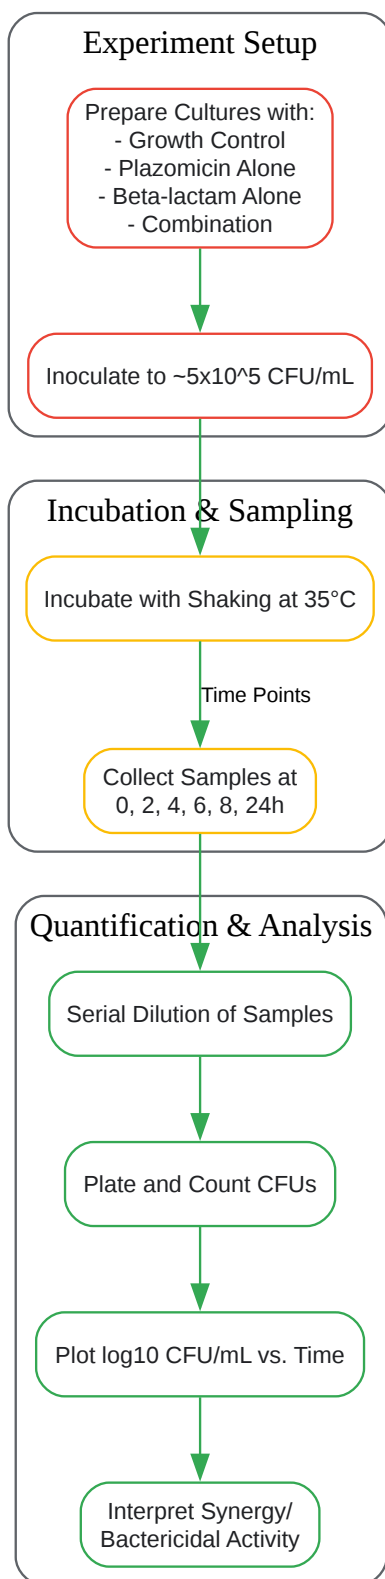 Experiment Setup
Prepare Cultures with:
- Growth Control
- Plazomicin Alone
- Beta-lactam Alone
- Combination
Inoculate to ~5x10^5 CFU/mL
Incubation & Sampling
Incubate with Shaking at 35°C
Time Points
Collect Samples at
0, 2, 4, 6, 8, 24h
Quantification & Analysis
Serial Dilution of Samples
Plate and Count CFUs
Plot log10 CFU/mL vs. Time
Interpret Synergy/
Bactericidal Activity